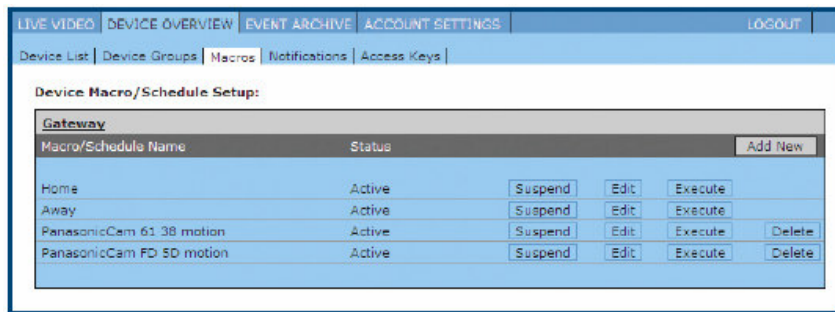 LIVE VIDEO DEVICE OVERVIEW EVENT ARCHIVE ACCOUNT SETTINGS LOGOUT
Device List Device Groups Macros Notifications Access Keys
Device Macro/Schedule Setup:
Gateway
Macro/Schedule Name Status Add New
Home Active Suspend Edit Execute
Away Active Suspend Edit Execute
PanasonicCam 61 38 motion Active Suspend Edit Execute Delete
PanasonicCam FD 5D motion Active Suspend Edit Execute Delete